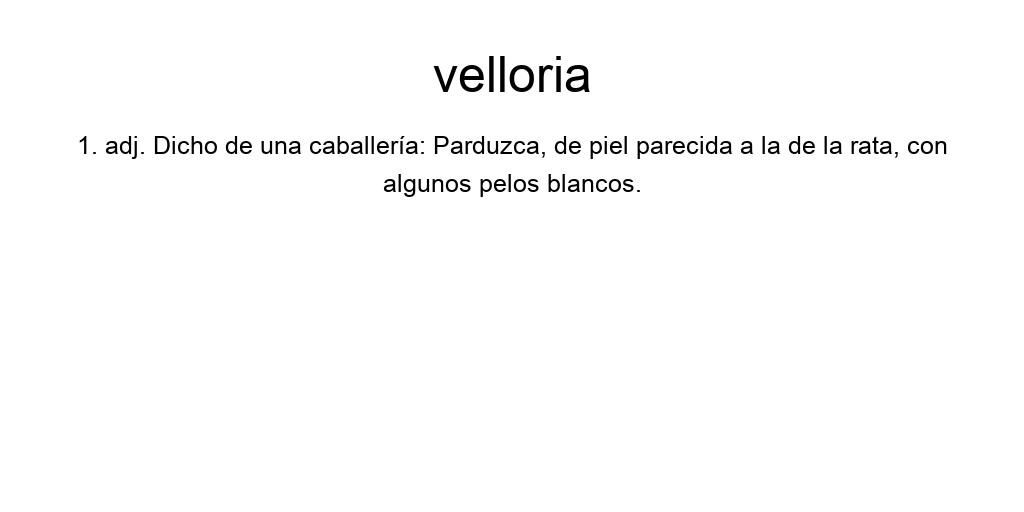 velloria
1. adj. Dicho de una caballería: Parduzca, de piel parecida a la de la rata, con
algunos pelos blancos.